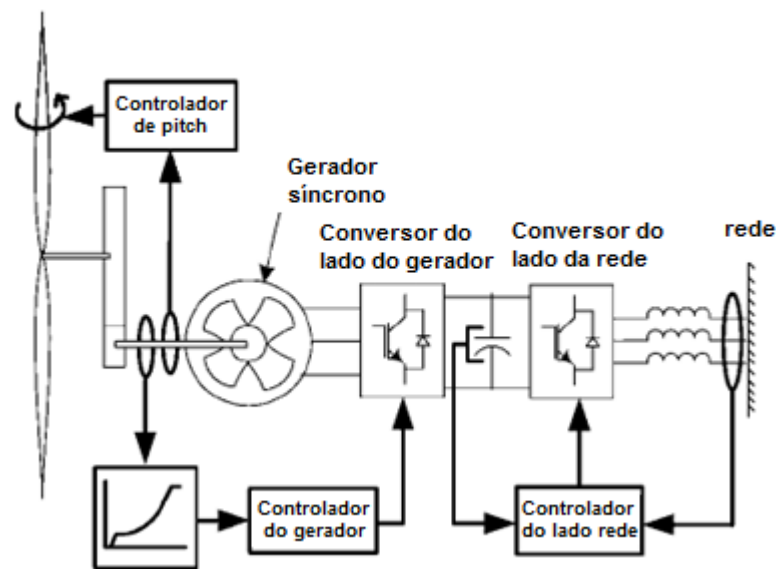 Controlador
de pitch
Gerador
síncrono
Conversor do
lado do gerador
Conversor do
lado da rede
rede
Controlador
do gerador
Controlador
do lado rede